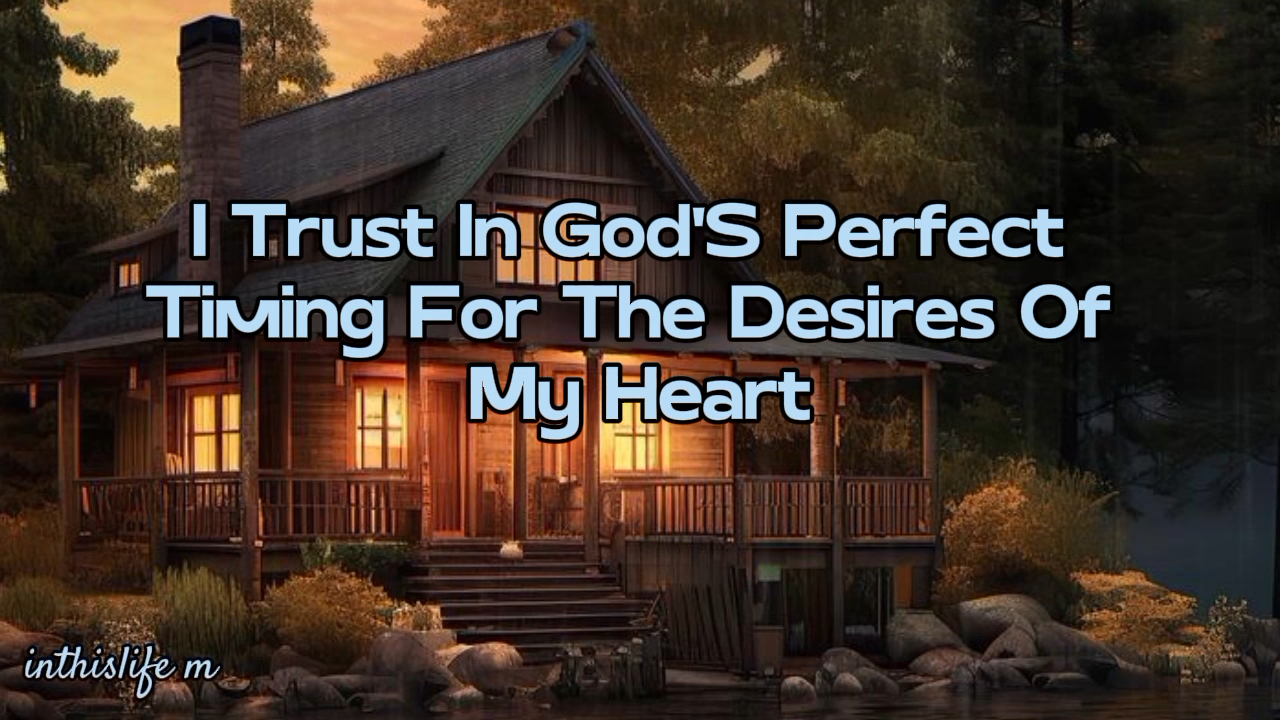 I Trust In God'S Perfect
Timing For The Desires Of
My Heart
inthislife m